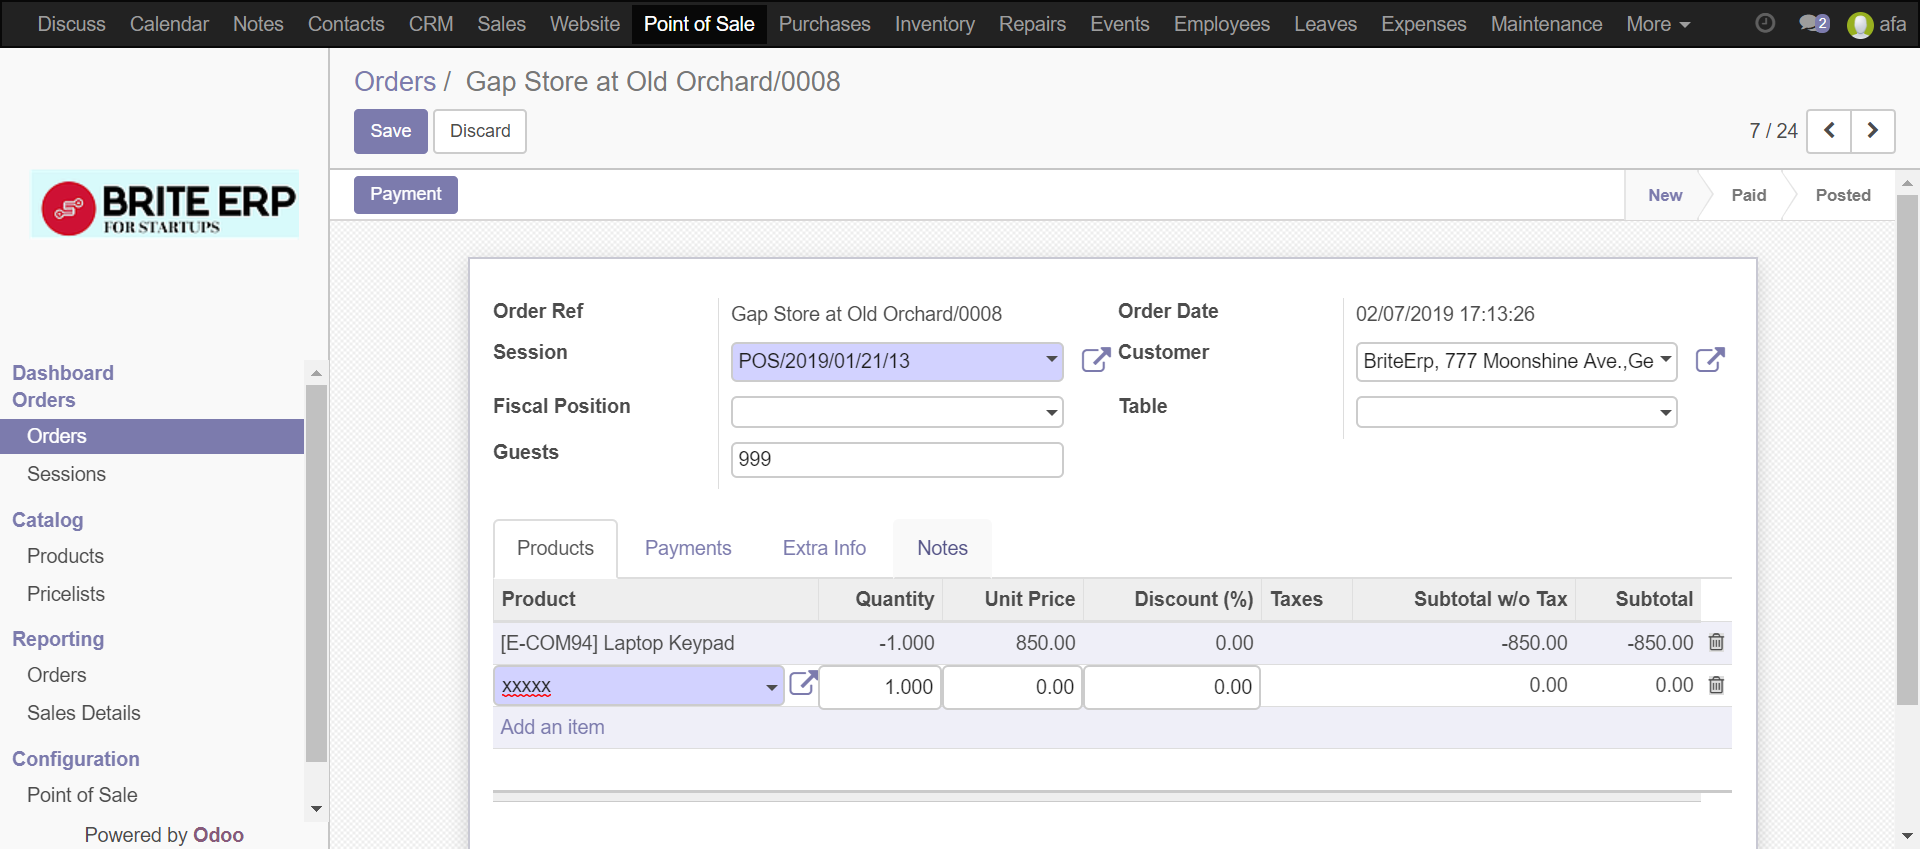 Discuss Calendar Notes Contacts CRM Sales Website Point of Sale Purchases Inventory Repairs Events Employees Leaves Expenses Maintenance More 2 afa
Orders / Gap Store at Old Orchard/0008
Save Discard 7 / 24
Payment New Paid Posted
BRITE ERP
FOR STARTUPS
Dashboard
Orders
Orders
Sessions
Catalog
Products
Pricelists
Reporting
Orders
Sales Details
Configuration
Point of Sale
Powered by Odoo
Order Ref Gap Store at Old Orchard/0008 Order Date 02/07/2019 17:13:26
Session POS/2019/01/21/13 Customer BriteErp, 777 Moonshine Ave.,Ge
Fiscal Position Table
Guests 999
Products Payments Extra Info Notes
Product Quantity Unit Price Discount (%) Taxes Subtotal w/o Tax Subtotal
[E-COM94] Laptop Keypad -1.000 850.00 0.00 -850.00 -850.00
xxxxx 1.000 0.00 0.00 0.00 0.00
Add an item